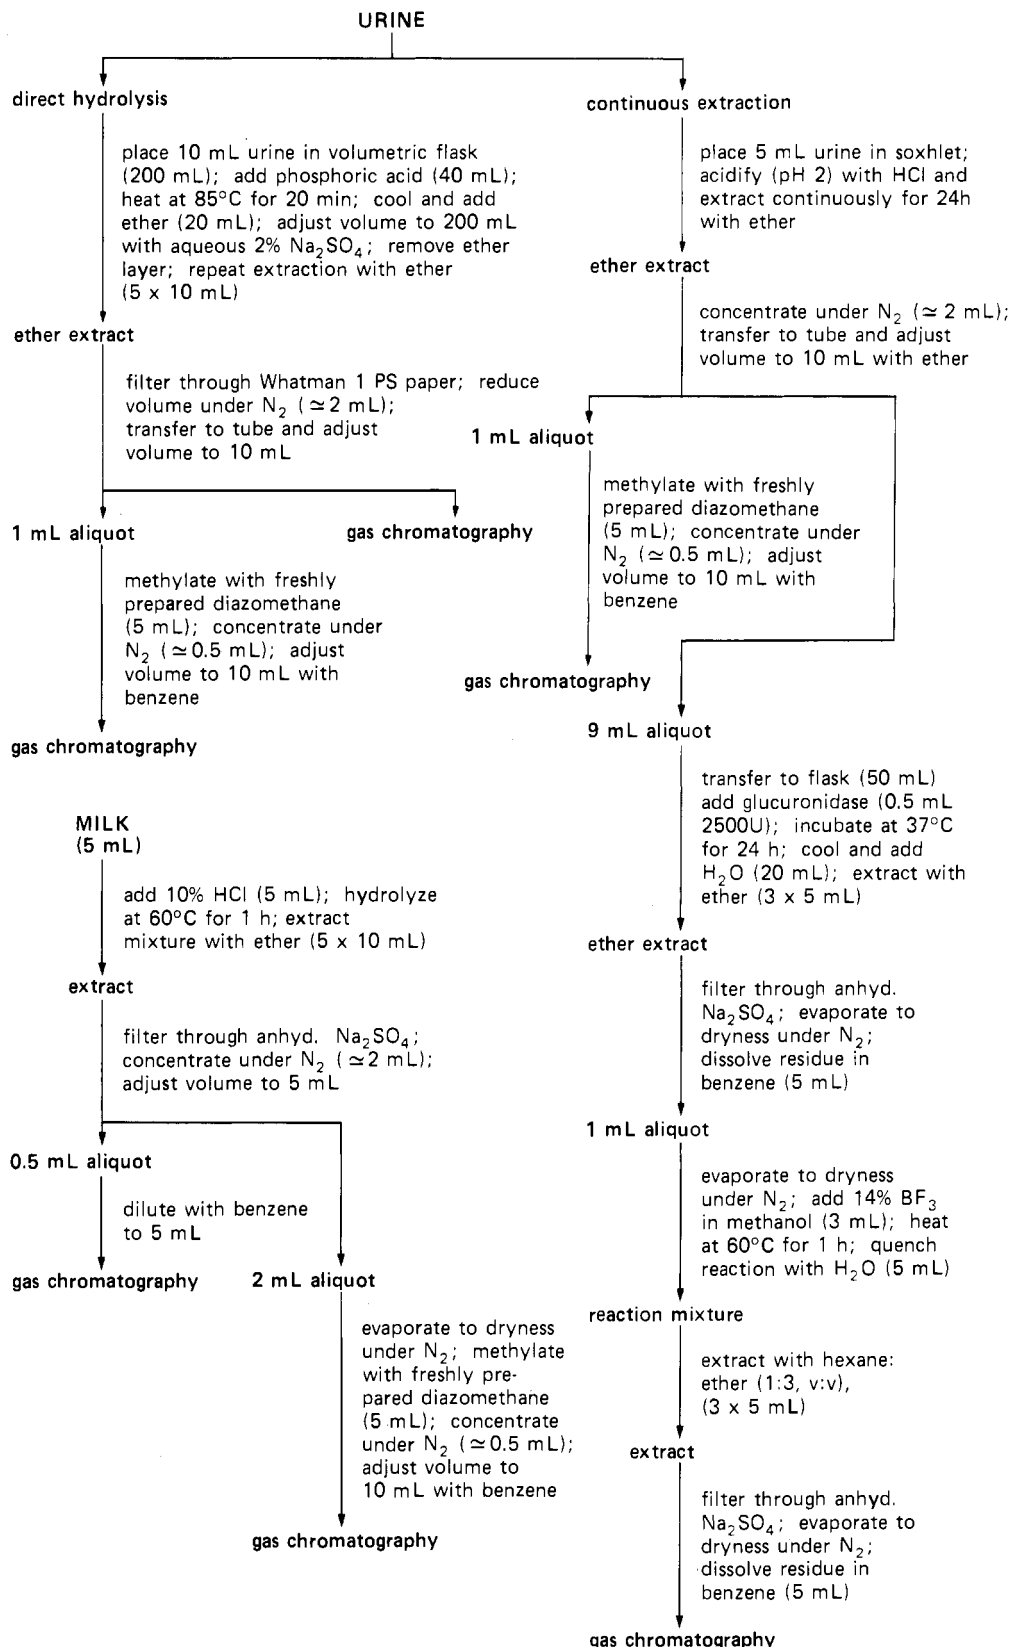 URINE
direct hydrolysis
place 10 mL urine in volumetric flask
(200 mL); add phosphoric acid (40 mL);
heat at 85°C for 20 min; cool and add
ether (20 mL); adjust volume to 200 mL
with aqueous 2% Na₂SO₄; remove ether
layer; repeat extraction with ether
(5 x 10 mL)
ether extract
filter through Whatman 1 PS paper; reduce
volume under N₂ (≃2 mL);
transfer to tube and adjust
volume to 10 mL
1 mL aliquot
gas chromatography
methylate with freshly
prepared diazomethane
(5 mL); concentrate under
N₂ (≃0.5 mL); adjust
volume to 10 mL with
benzene
gas chromatography
continuous extraction
place 5 mL urine in soxhlet;
acidify (pH 2) with HCl and
extract continuously for 24h
with ether
ether extract
concentrate under N₂ (≃ 2 mL);
transfer to tube and adjust
volume to 10 mL with ether
1 mL aliquot
methylate with freshly
prepared diazomethane
(5 mL); concentrate under
N₂ (≃0.5 mL); adjust
volume to 10 mL with
benzene
gas chromatography
9 mL aliquot
transfer to flask (50 mL)
add glucuronidase (0.5 mL
2500U); incubate at 37°C
for 24 h; cool and add
H₂O (20 mL); extract with
ether (3 x 5 mL)
ether extract
filter through anhyd.
Na₂SO₄; evaporate to
dryness under N₂;
dissolve residue in
benzene (5 mL)
1 mL aliquot
evaporate to dryness
under N₂; add 14% BF₃
in methanol (3 mL); heat
at 60°C for 1 h; quench
reaction with H₂O (5 mL)
reaction mixture
extract with hexane:
ether (1:3, v:v),
(3 x 5 mL)
extract
filter through anhyd.
Na₂SO₄; evaporate to
dryness under N₂;
dissolve residue in
benzene (5 mL)
gas chromatography
MILK
(5 mL)
add 10% HCl (5 mL); hydrolyze
at 60°C for 1 h; extract
mixture with ether (5 x 10 mL)
extract
filter through anhyd. Na₂SO₄;
concentrate under N₂ (≃2 mL);
adjust volume to 5 mL
0.5 mL aliquot
dilute with benzene
to 5 mL
gas chromatography
2 mL aliquot
evaporate to dryness
under N₂; methylate
with freshly pre-
pared diazomethane
(5 mL); concentrate
under N₂ (≃0.5 mL);
adjust volume to
10 mL with benzene
gas chromatography